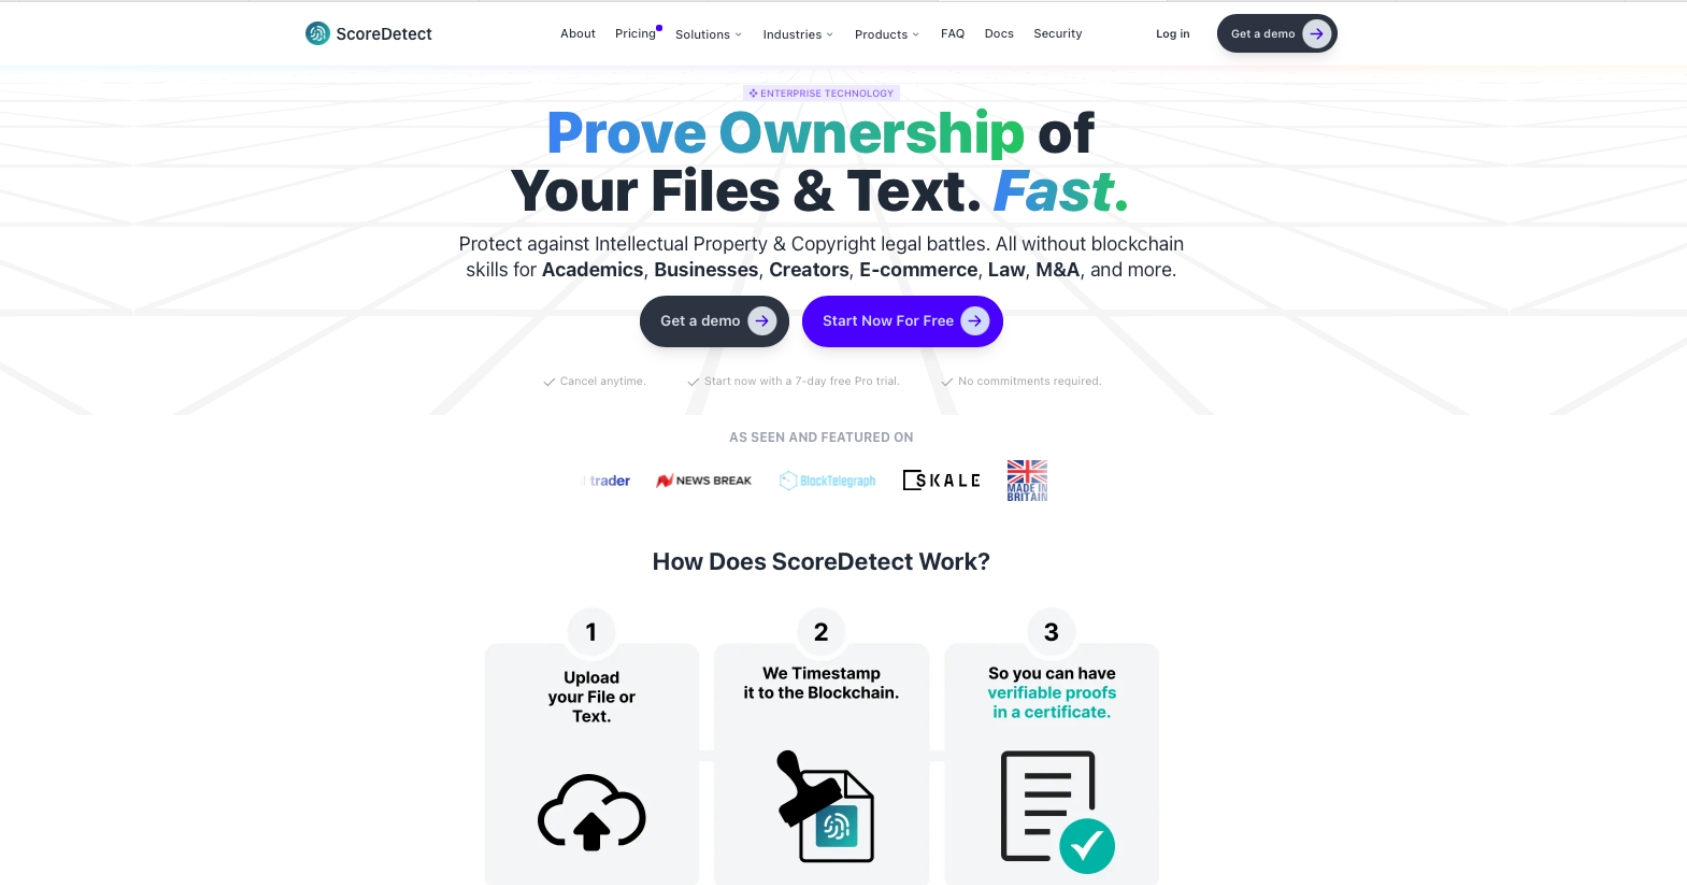 ScoreDetect
About
Pricing
Solutions
Industries
Products
FAQ
Docs
Security
Log in
Get a demo
ENTERPRISE TECHNOLOGY
Prove Ownership of
Your Files & Text. Fast.
Protect against Intellectual Property & Copyright legal battles. All without blockchain
skills for Academics, Businesses, Creators, E-commerce, Law, M&A, and more.
Get a demo
Start Now For Free
Cancel anytime.
Start now with a 7-day free Pro trial.
No commitments required.
AS SEEN AND FEATURED ON
trader
NEWS BREAK
BlockTelegraph
SKALE
MADE IN
BRITAIN
How Does ScoreDetect Work?
1
Upload
your File or
Text.
2
We Timestamp
it to the Blockchain.
3
So you can have
verifiable proofs
in a certificate.